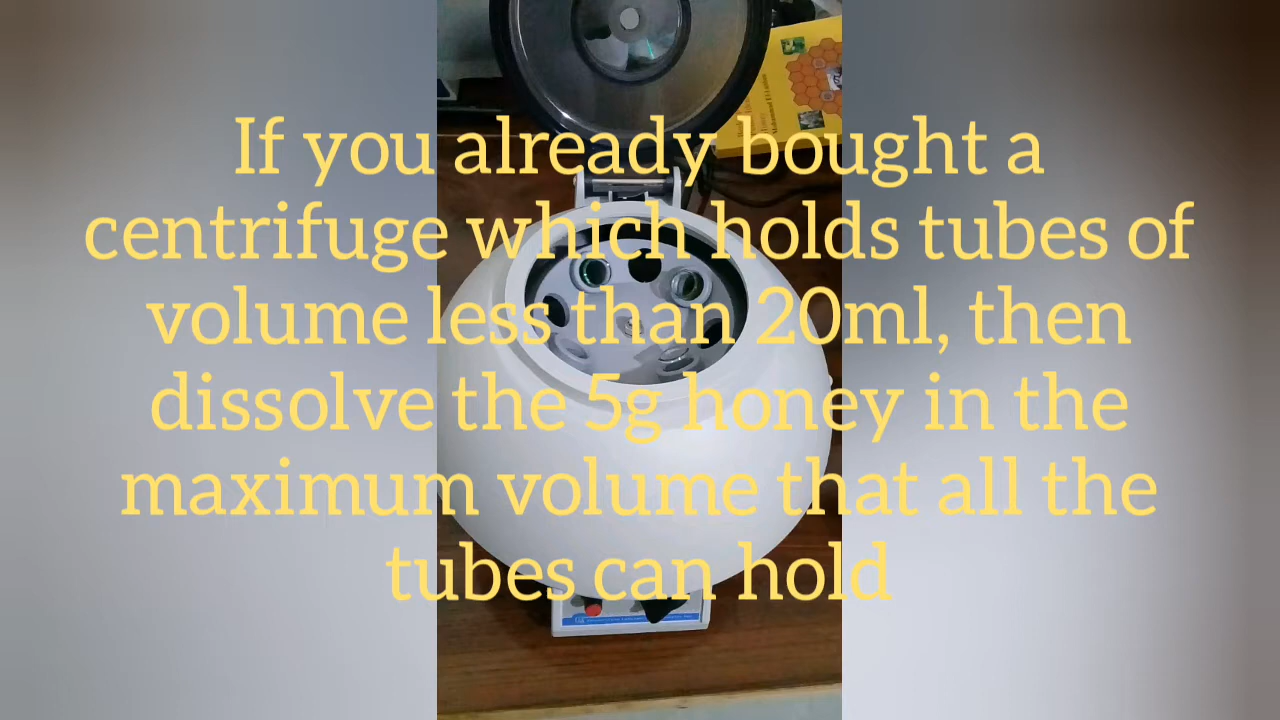 If you already bought a
centrifuge which holds tubes of
volume less than 20ml, then
dissolve the 5g honey in the
maximum volume that all the
tubes can hold